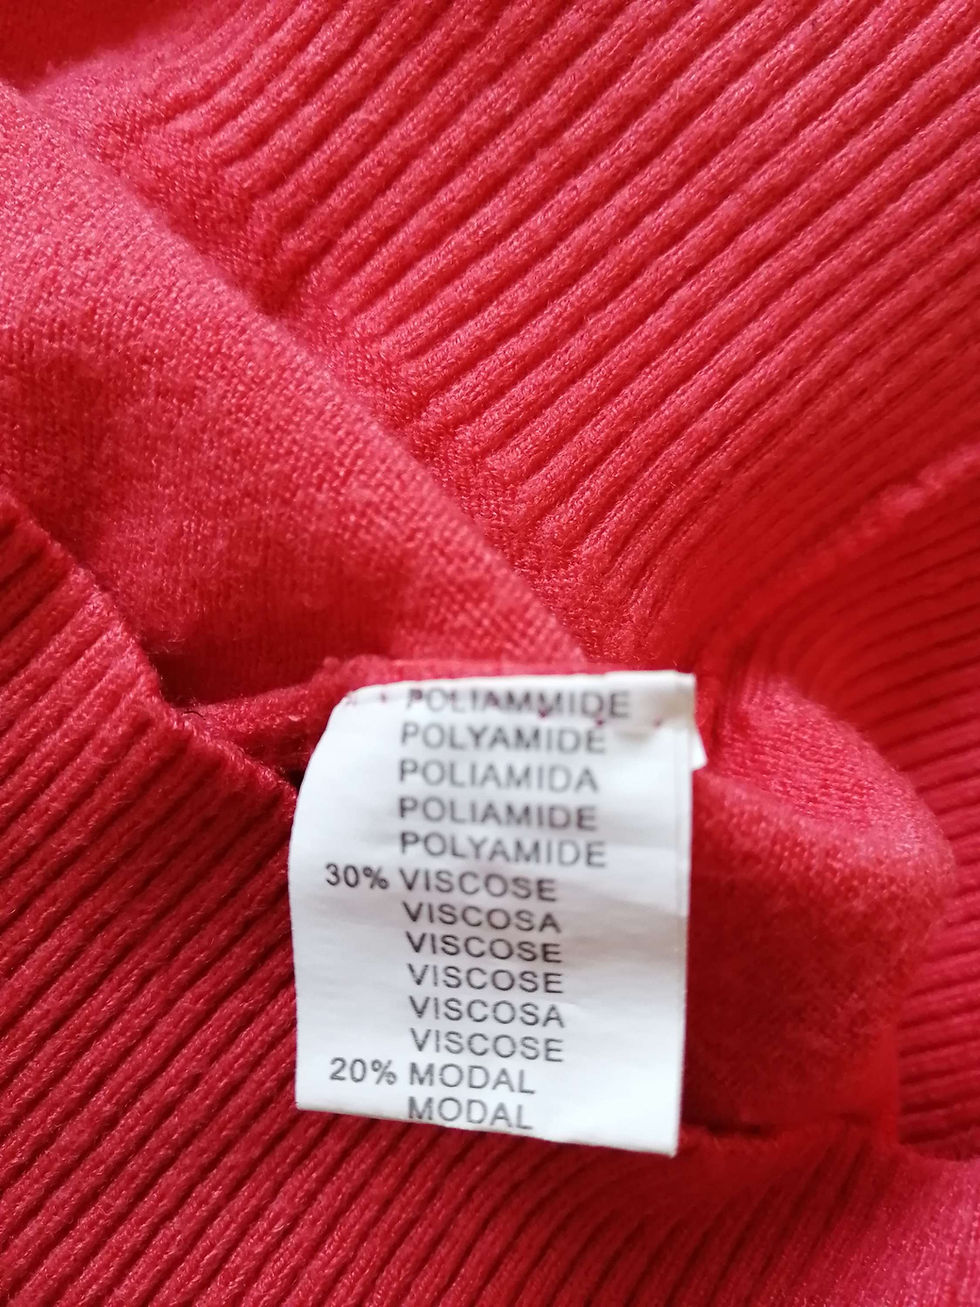 POLIAMMIDE
POLYAMIDE
POLIAMIDA
POLIAMIDE
POLYAMIDE
30% VISCOSE
VISCOSA
VISCOSE
VISCOSE
VISCOSA
VISCOSE
20% MODAL
MODAL